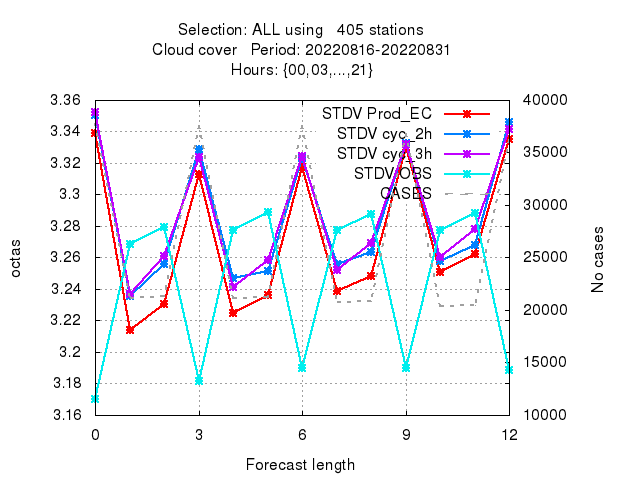 Selection: ALL using   405 stations
Cloud cover   Period: 20220816-20220831
Hours: {00,03,...,21}
STDV Prod_EC
STDV cyc_2h
STDV cyc_3h
STDV OBS
CASES
3.36
3.34
3.32
3.3
3.28
3.26
3.24
3.22
3.2
3.18
3.16
octas
40000
35000
30000
25000
20000
15000
10000
No cases
0 3 6 9 12
Forecast length